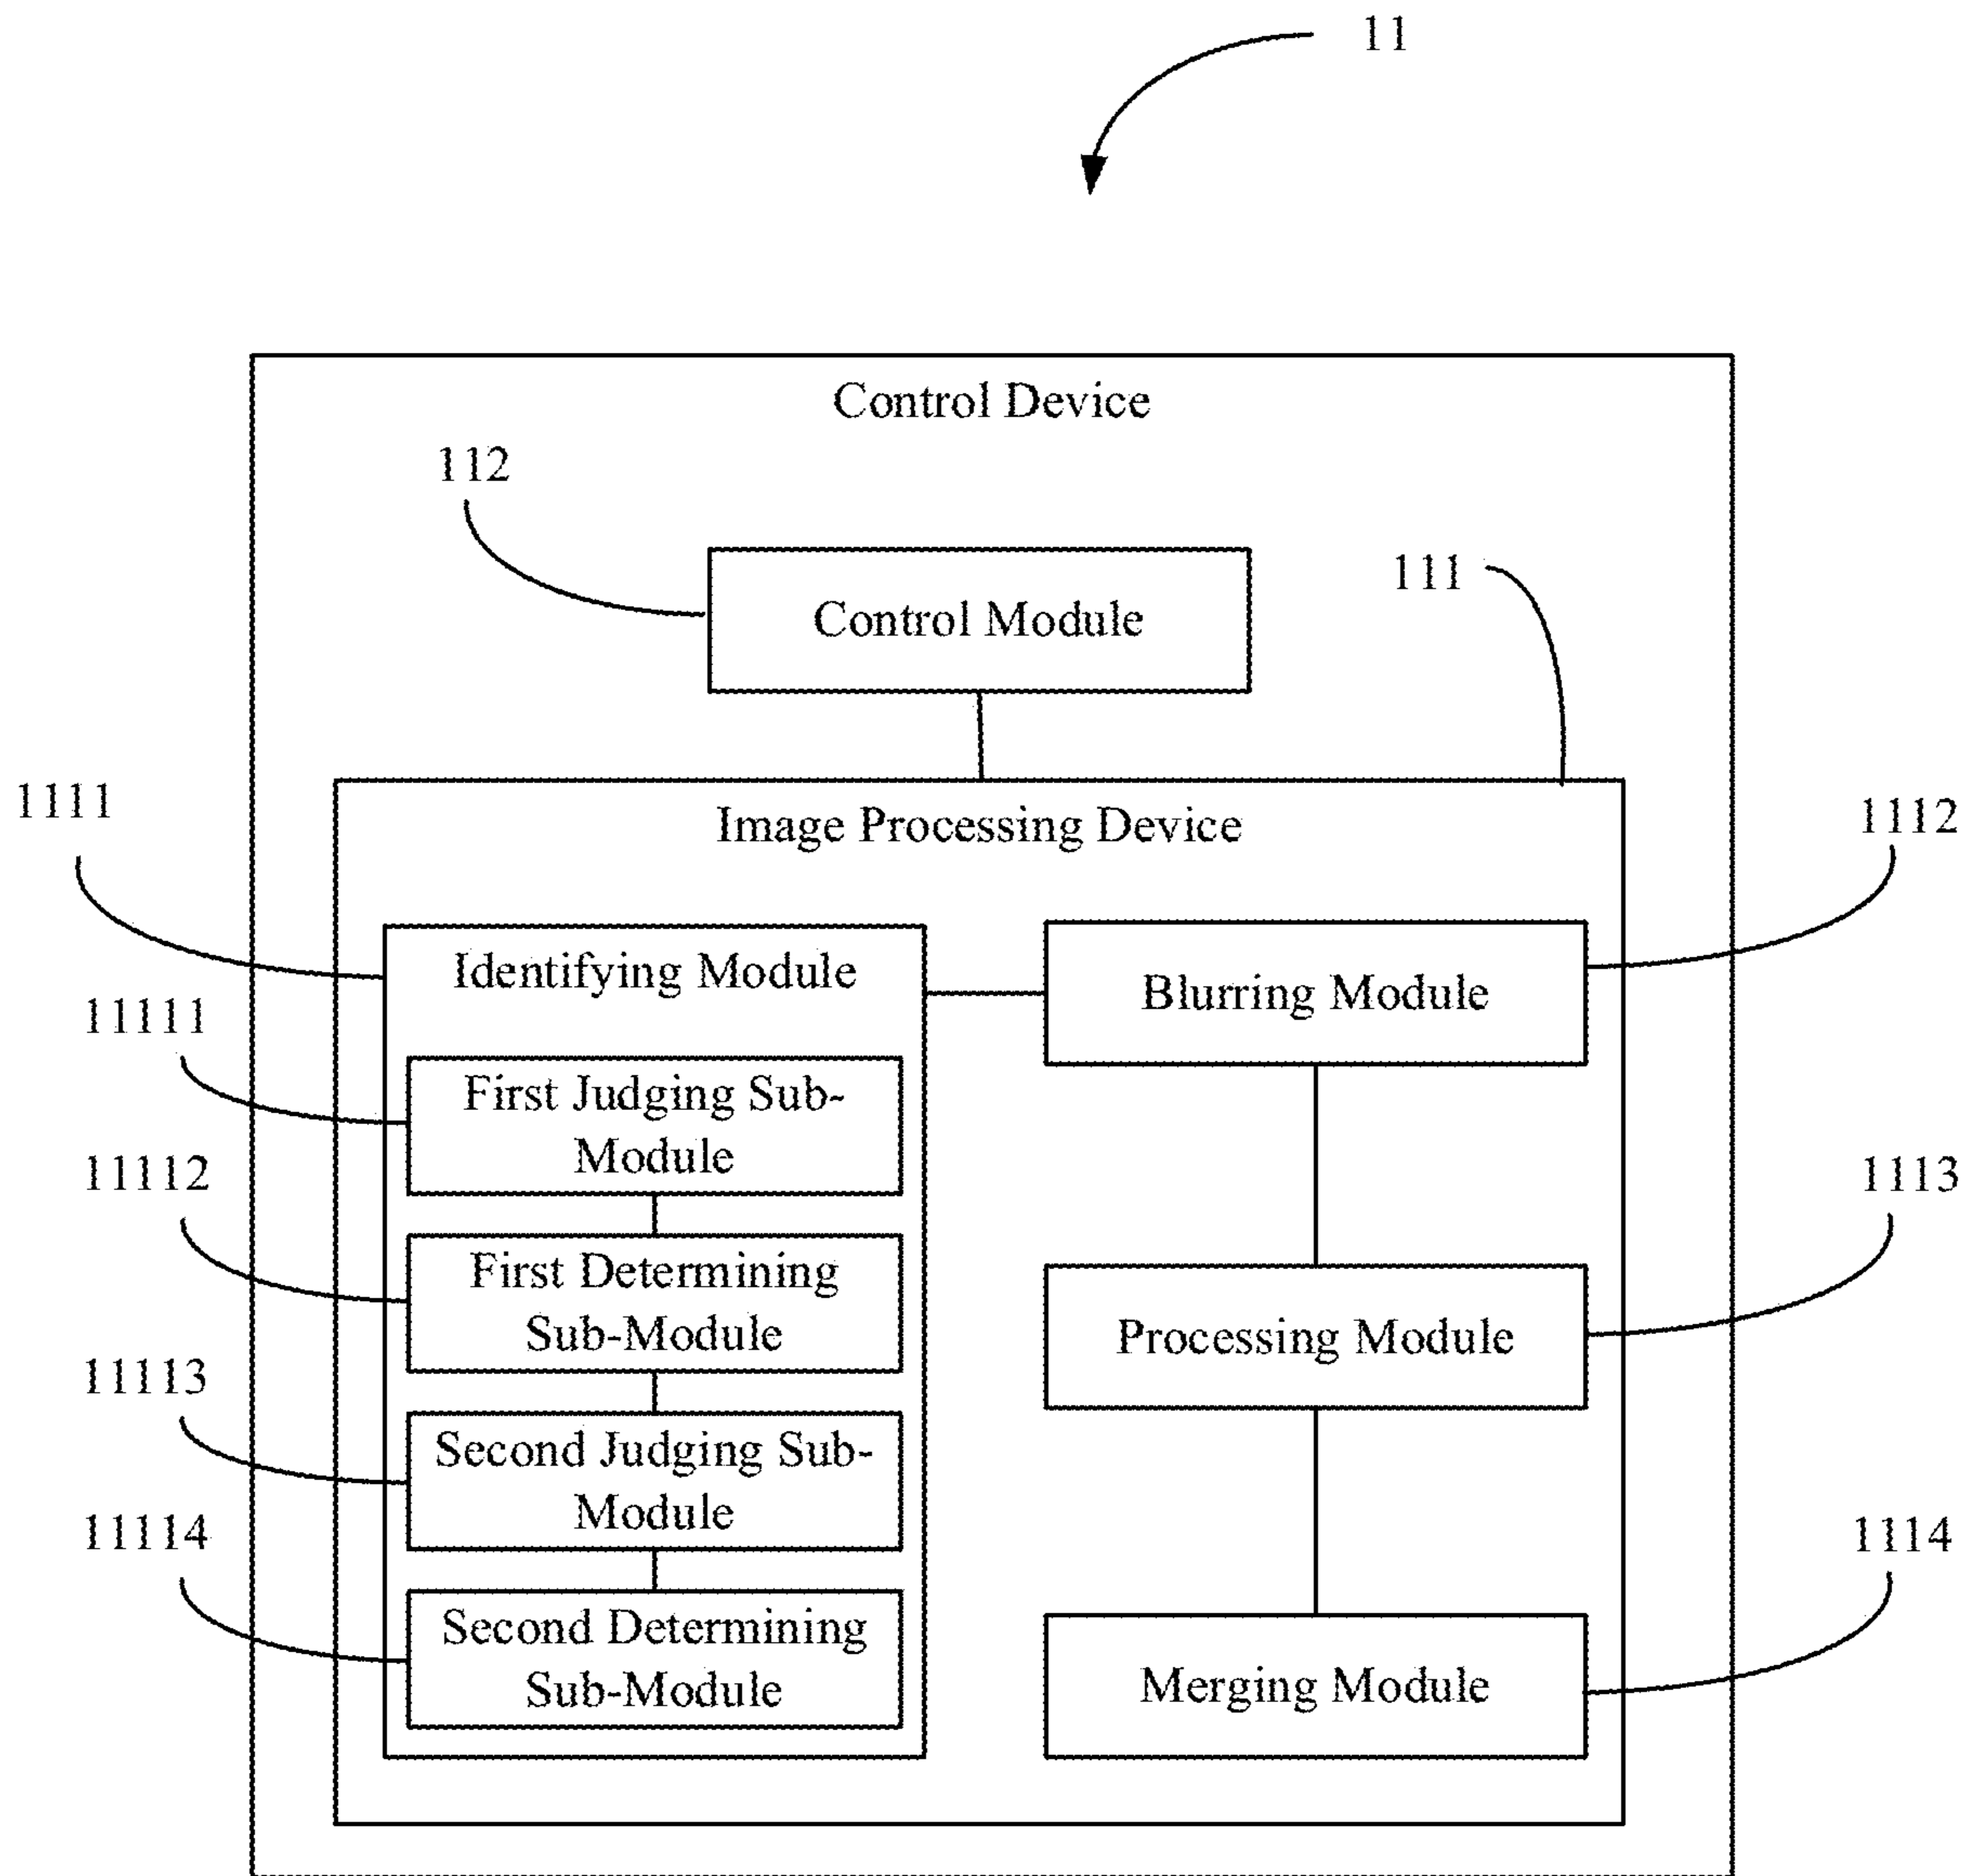 11
Control Device
112
Control Module
111
1111
Image Processing Device
1112
Identifying Module
Blurring Module
11111
First Judging Sub-
Module
11112
First Determining
Sub-Module
1113
Processing Module
11113
Second Judging Sub-
Module
11114
Second Determining
Sub-Module
1114
Merging Module